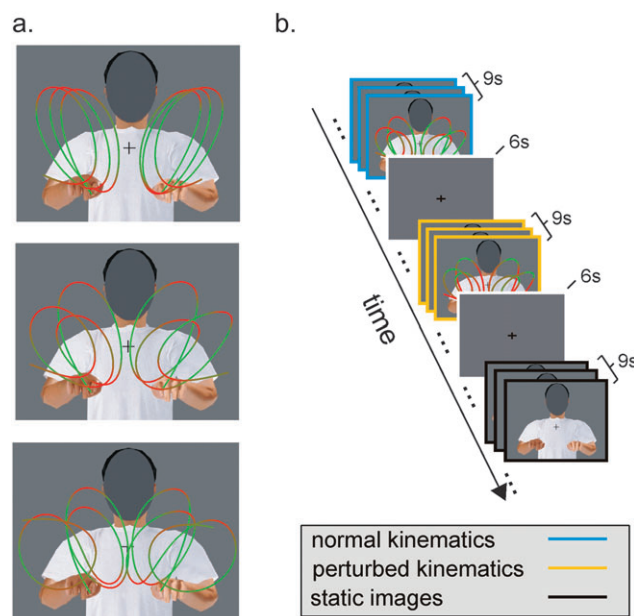 a.
b.
9s
6s
9s
6s
9s
time
normal kinematics
perturbed kinematics
static images